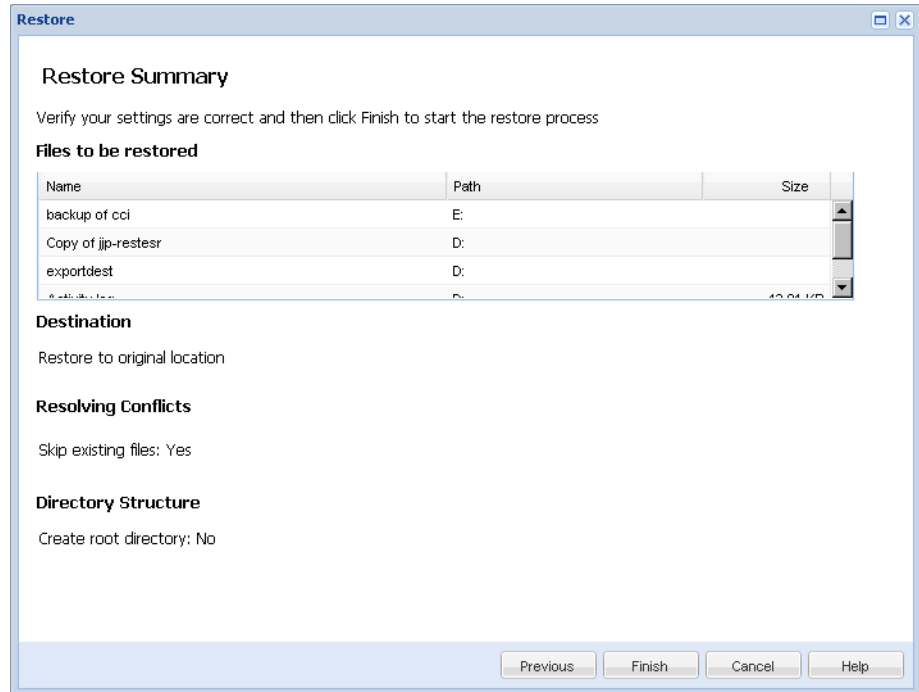 Restore
Restore Summary
Verify your settings are correct and then click Finish to start the restore process
Files to be restored
Name Path Size
backup of cci E:
Copy of jjp-restesr D:
exportdest D:
Destination
Restore to original location
Resolving Conflicts
Skip existing files: Yes
Directory Structure
Create root directory: No
Previous Finish Cancel Help